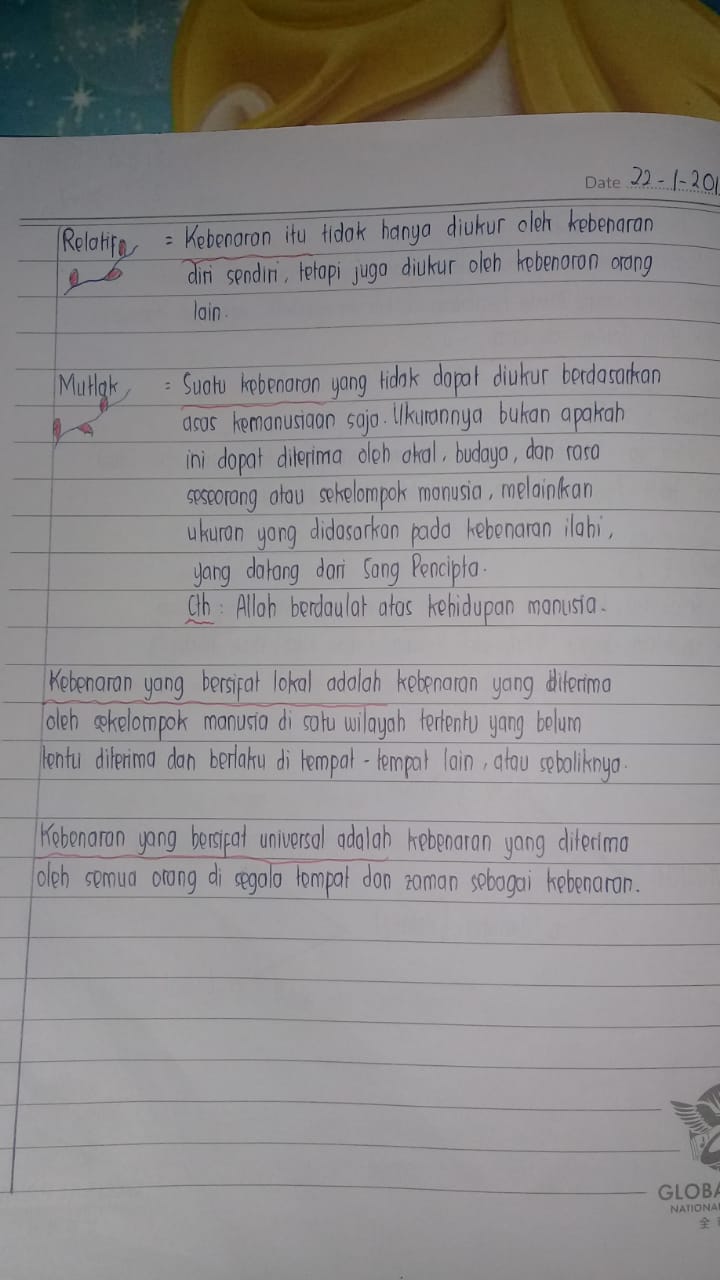 Date 22-1-201
Relatif = Kebenaran itu tidak hanya diukur oleh kebenaran
diri sendiri, tetapi juga diukur oleh kebenaran orang
lain.
Mutlak = Suatu kebenaran yang tidak dapat diukur berdasarkan
asas kemanusiaan saja. Ukurannya bukan apakah
ini dapat diterima oleh akal, budaya, dan rasa
seseorang atau sekelompok manusia, melainkan
ukuran yang didasarkan pada kebenaran ilahi,
yang datang dari Sang Pencipta.
Cth : Allah berdaulat atas kehidupan manusia.
Kebenaran yang bersifat lokal adalah kebenaran yang diterima
oleh sekelompok manusia di satu wilayah tertentu yang belum
tentu diterima dan berlaku di tempat - tempat lain, atau sebaliknya.
Kebenaran yang bersifat universal adalah kebenaran yang diterima
oleh semua orang di segala tempat dan zaman sebagai kebenaran.
GLOBA
NATIONA
全